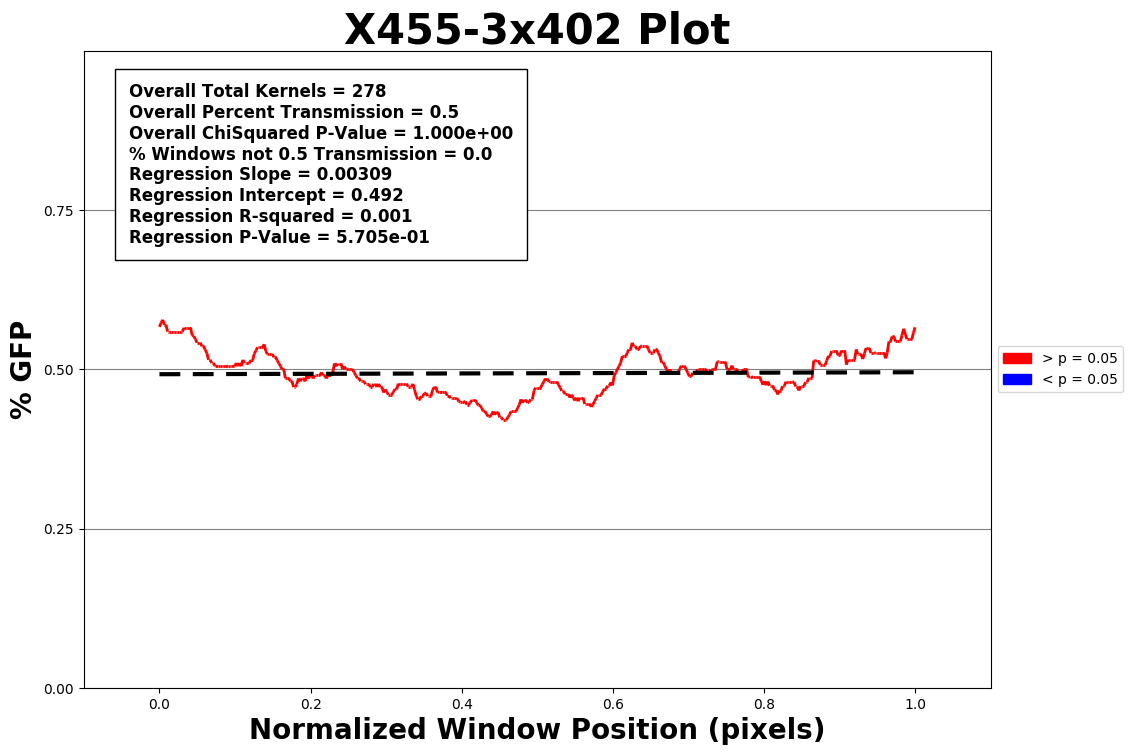 X455-3x402 Plot
Overall Total Kernels = 278
Overall Percent Transmission = 0.5
Overall ChiSquared P-Value = 1.000e+00
% Windows not 0.5 Transmission = 0.0
Regression Slope = 0.00309
Regression Intercept = 0.492
Regression R-squared = 0.001
Regression P-Value = 5.705e-01
0.75
0.50
0.25
0.00
% GFP
> p = 0.05
< p = 0.05
0.0 0.2 0.4 0.6 0.8 1.0
Normalized Window Position (pixels)